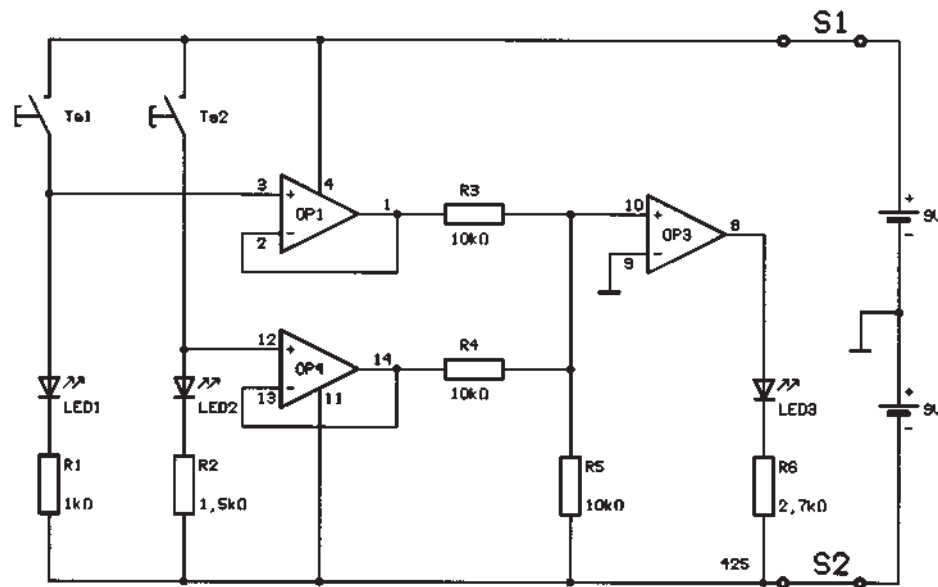 S1
Ta1
Ta2
3
+
4
OP1
1
-
2
R3
10kΩ
10
+
OP3
8
-
9
+
-
12
+
OP4
14
-
13
11
R4
10kΩ
LED1
LED2
LED3
+
-
R1
1kΩ
R2
1,5kΩ
R5
10kΩ
R6
2,7kΩ
425
S2